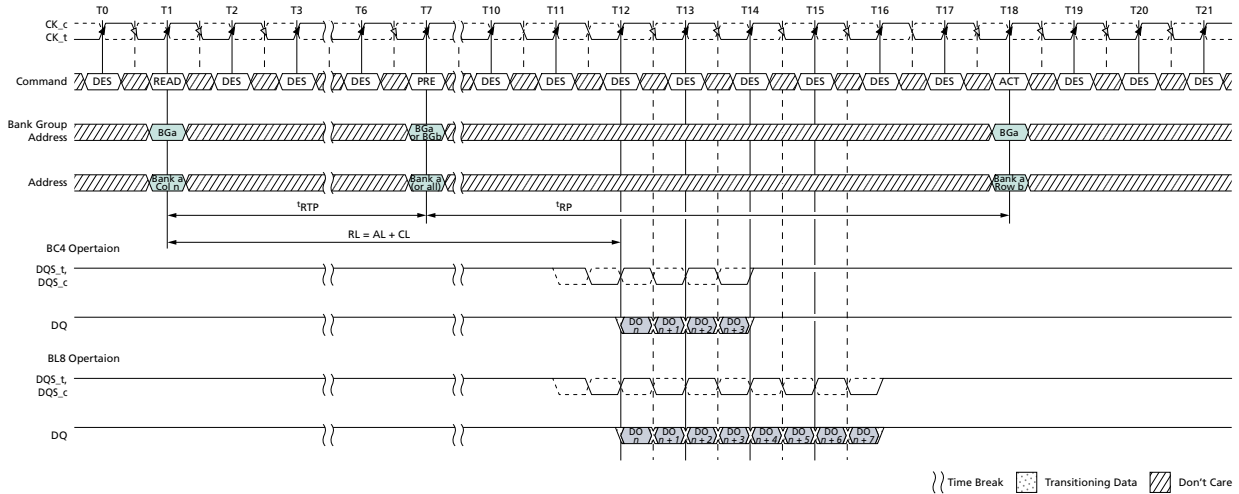 T0 T1 T2 T3 T6 T7 T10 T11 T12 T13 T14 T15 T16 T17 T18 T19 T20 T21
CK_c
CK_t
Command DES READ DES DES DES PRE DES DES DES DES DES DES DES DES ACT DES DES DES
Bank Group
Address
BGa
BGa
or BGb
BGa
Address
Bank a
Col n
Bank a
(or all)
Bank a
Row b
tRTP tRP
RL = AL + CL
BC4 Opertaion
DQS_t,
DQS_c
DQ
DO
n
DO
n + 1
DO
n + 2
DO
n + 3
BL8 Opertaion
DQS_t,
DQS_c
DQ
DO
n
DO
n + 1
DO
n + 2
DO
n + 3
DO
n + 4
DO
n + 5
DO
n + 6
DO
n + 7
Time Break Transitioning Data Don't Care